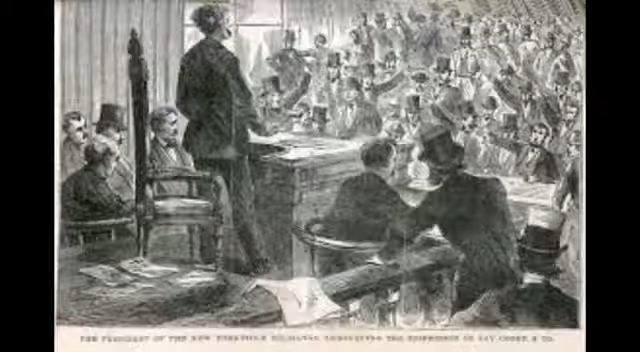 THE PRESIDENT OF THE NEW YORK STOCK EXCHANGE ANNOUNCING THE SUSPENSION OF JAY COOKE & CO.